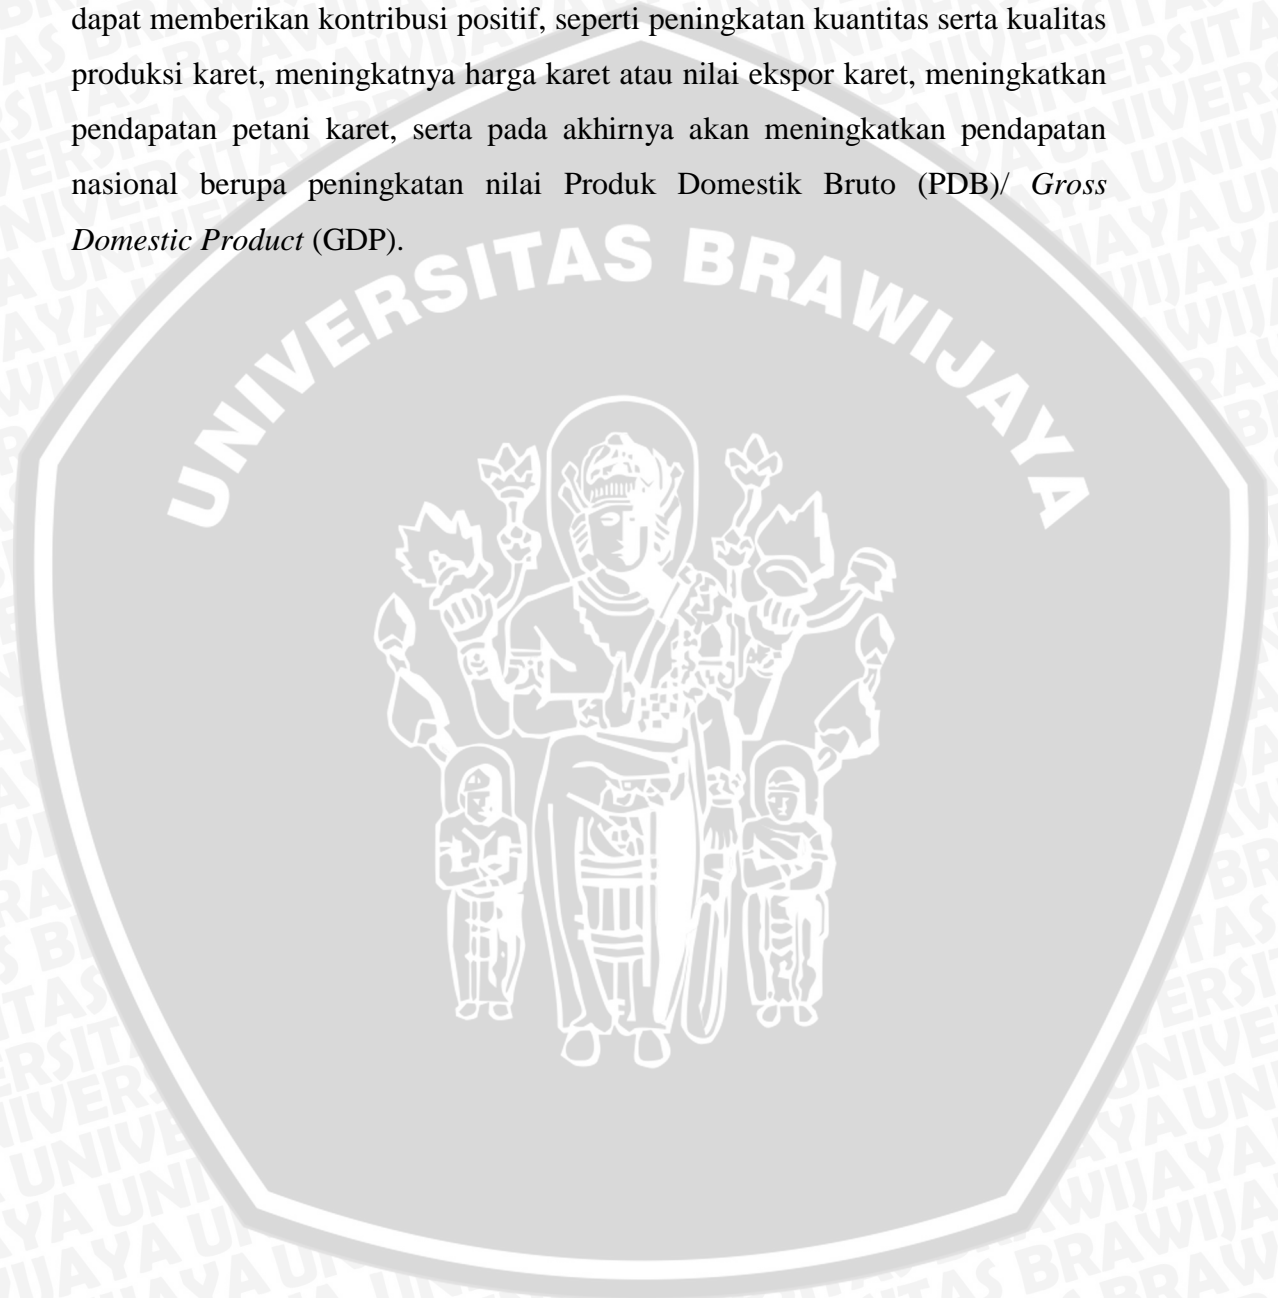 dapat memberikan kontribusi positif, seperti peningkatan kuantitas serta kualitas
produksi karet, meningkatnya harga karet atau nilai ekspor karet, meningkatkan
pendapatan petani karet, serta pada akhirnya akan meningkatkan pendapatan
nasional berupa peningkatan nilai Produk Domestik Bruto (PDB)/ Gross
Domestic Product (GDP).
UNIVERSITAS BRAWIJAYA